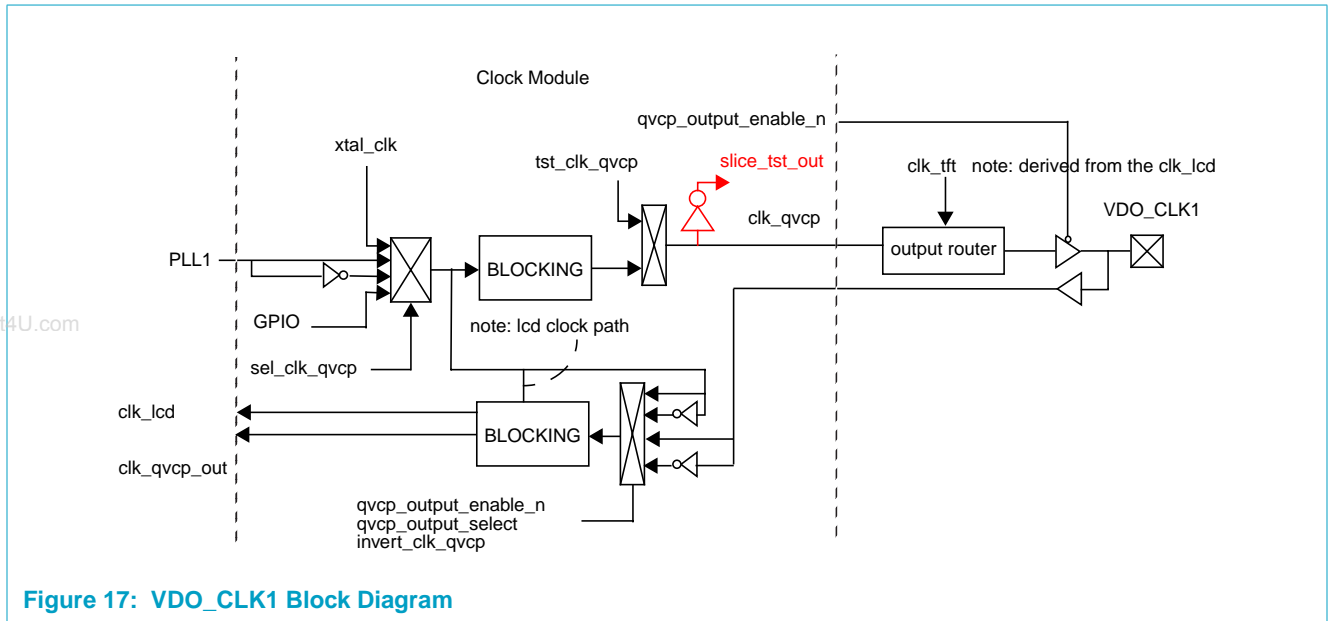 Clock Module
qvcp_output_enable_n
xtal_clk
tst_clk_qvcp
slice_tst_out
clk_tft note: derived from the clk_lcd
clk_qvcp
VDO_CLK1
PLL1
BLOCKING
output router
t4U.com
GPIO
note: lcd clock path
sel_clk_qvcp
clk_lcd
BLOCKING
clk_qvcp_out
qvcp_output_enable_n
qvcp_output_select
invert_clk_qvcp
Figure 17: VDO_CLK1 Block Diagram